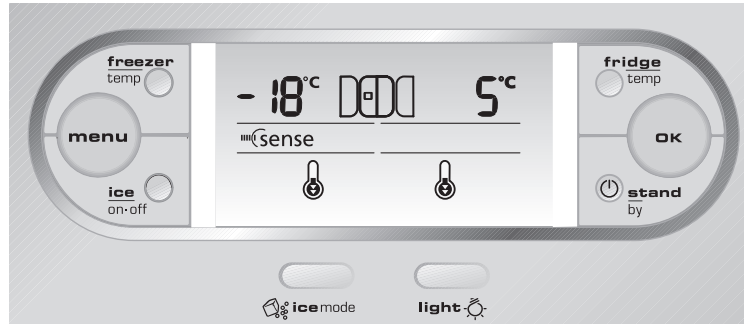 freezer
temp
- 18°C
5°C
fridge
temp
menu
sense
OK
ice
on•off
stand
by
ice mode
light